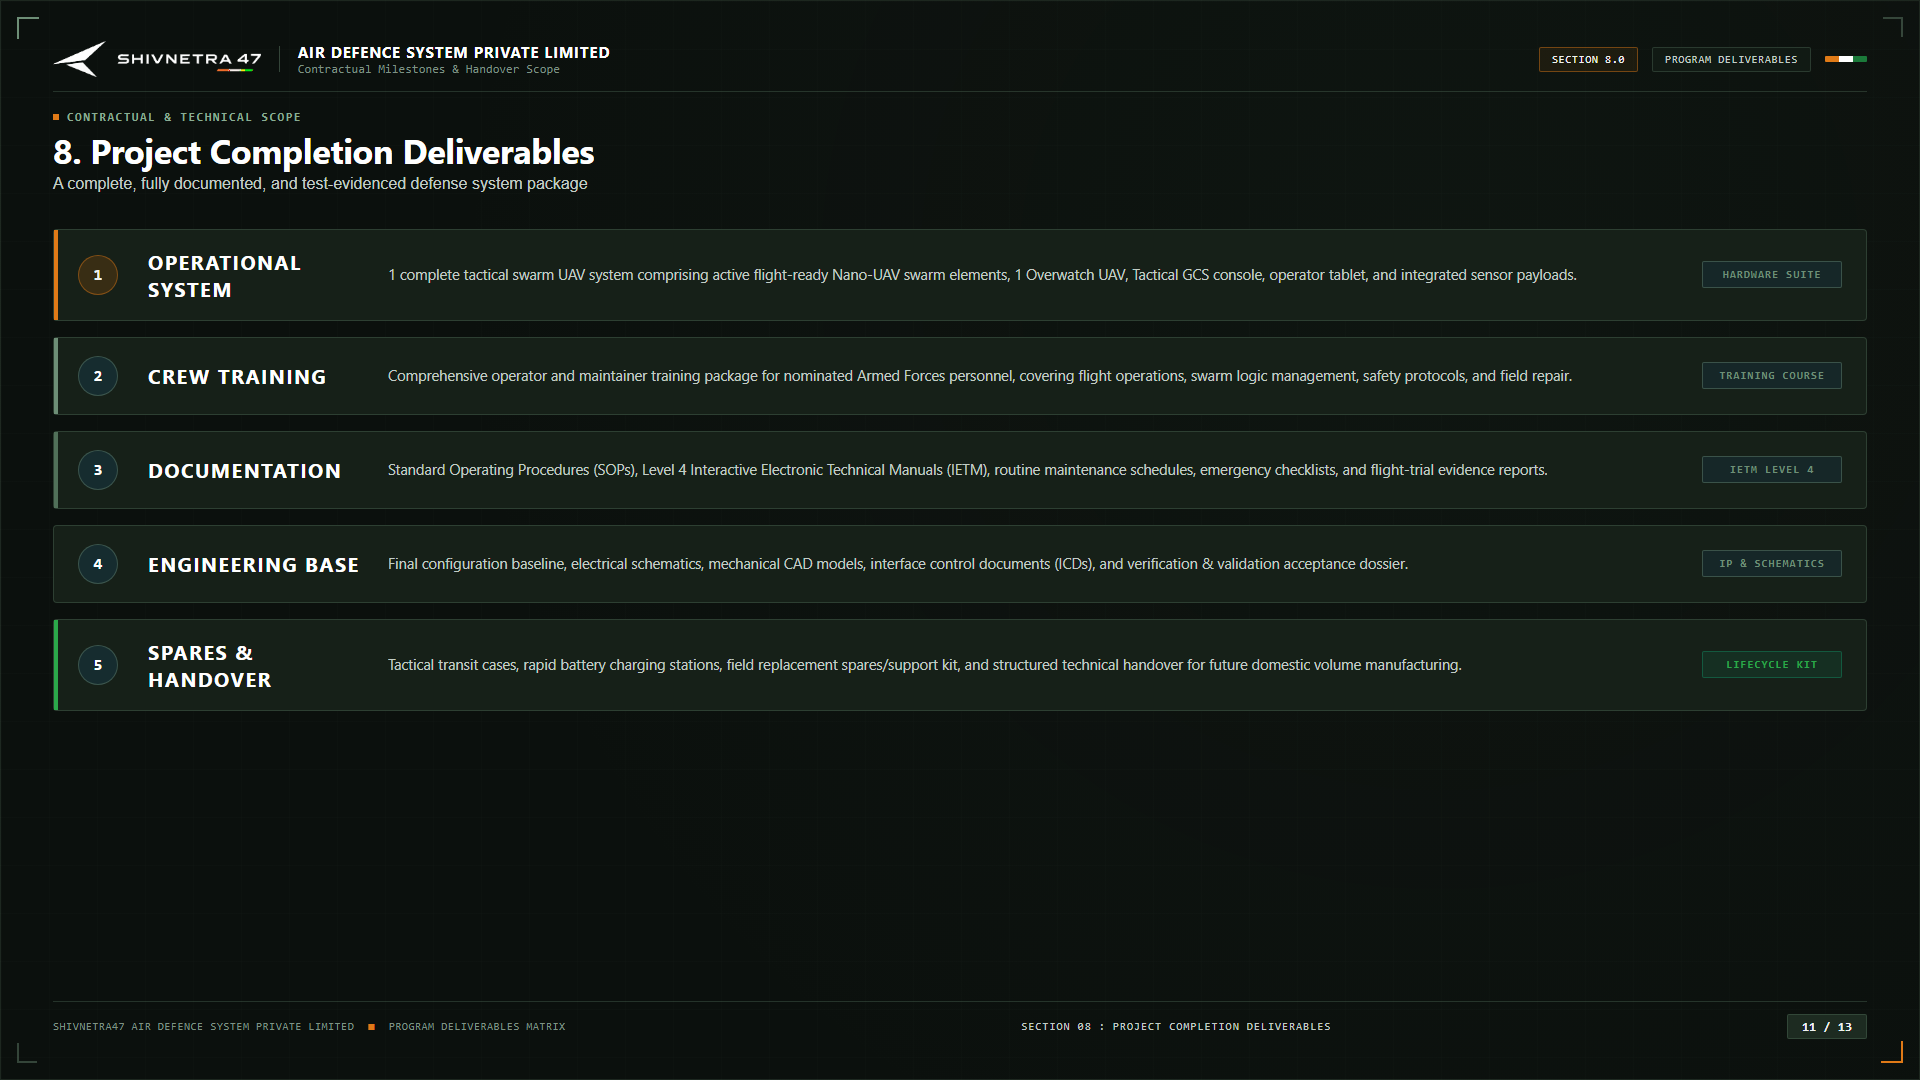 SHIVNETRA 47
AIR DEFENCE SYSTEM PRIVATE LIMITED
Contractual Milestones & Handover Scope
SECTION 8.0
PROGRAM DELIVERABLES
CONTRACTUAL & TECHNICAL SCOPE
8. Project Completion Deliverables
A complete, fully documented, and test-evidenced defense system package
1
OPERATIONAL
SYSTEM
1 complete tactical swarm UAV system comprising active flight-ready Nano-UAV swarm elements, 1 Overwatch UAV, Tactical GCS console, operator tablet, and integrated sensor payloads.
HARDWARE SUITE
2
CREW TRAINING
Comprehensive operator and maintainer training package for nominated Armed Forces personnel, covering flight operations, swarm logic management, safety protocols, and field repair.
TRAINING COURSE
3
DOCUMENTATION
Standard Operating Procedures (SOPs), Level 4 Interactive Electronic Technical Manuals (IETM), routine maintenance schedules, emergency checklists, and flight-trial evidence reports.
IETM LEVEL 4
4
ENGINEERING BASE
Final configuration baseline, electrical schematics, mechanical CAD models, interface control documents (ICDs), and verification & validation acceptance dossier.
IP & SCHEMATICS
5
SPARES &
HANDOVER
Tactical transit cases, rapid battery charging stations, field replacement spares/support kit, and structured technical handover for future domestic volume manufacturing.
LIFECYCLE KIT
SHIVNETRA47 AIR DEFENCE SYSTEM PRIVATE LIMITED
PROGRAM DELIVERABLES MATRIX
SECTION 08 : PROJECT COMPLETION DELIVERABLES
11 / 13